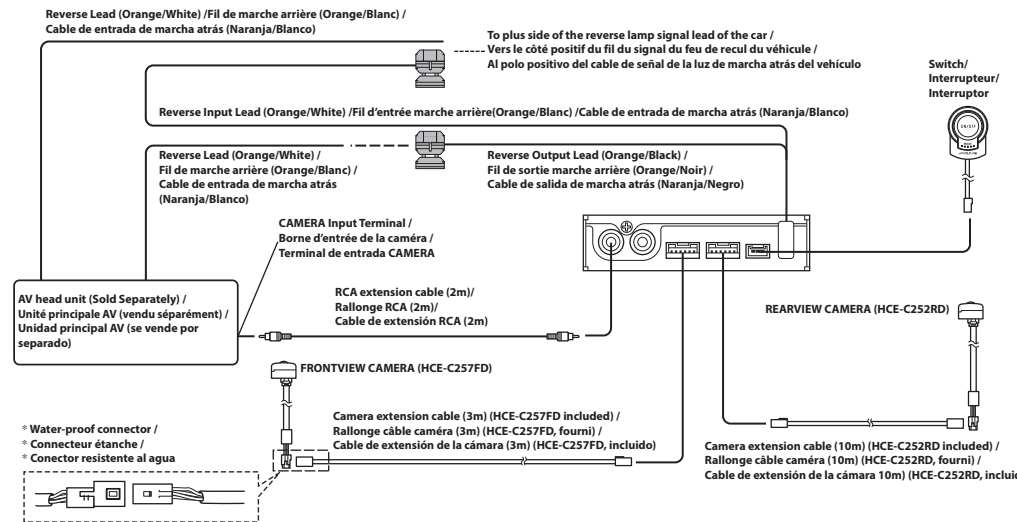 Reverse Lead (Orange/White) /Fil de marche arrière (Orange/Blanc) /
Cable de entrada de marcha atrás (Naranja/Blanco)
To plus side of the reverse lamp signal lead of the car /
Vers le côté positif du fil du signal du feu de recul du véhicule /
Al polo positivo del cable de señal de la luz de marcha atrás del vehículo
Switch/
Interrupteur/
Interruptor
ON/OFF
Reverse Input Lead (Orange/White) /Fil d'entrée marche arrière(Orange/Blanc) /Cable de entrada de marcha atrás (Naranja/Blanco)
Reverse Lead (Orange/White) /
Fil de marche arrière (Orange/Blanc) /
Cable de entrada de marcha atrás
(Naranja/Blanco)
Reverse Output Lead (Orange/Black) /
Fil de sortie marche arrière (Orange/Noir) /
Cable de salida de marcha atrás (Naranja/Negro)
CAMERA Input Terminal /
Borne d'entrée de la caméra /
Terminal de entrada CAMERA
AV head unit (Sold Separately) /
Unité principale AV (vendu séparément) /
Unidad principal AV (se vende por
separado)
RCA extension cable (2m)/
Rallonge RCA (2m)/
Cable de extensión RCA (2m)
REARVIEW CAMERA (HCE-C252RD)
FRONTVIEW CAMERA (HCE-C257FD)
Camera extension cable (3m) (HCE-C257FD included) /
Rallonge câble caméra (3m) (HCE-C257FD, fourni) /
Cable de extensión de la cámara (3m) (HCE-C257FD, incluido)
* Water-proof connector /
* Connecteur étanche /
* Conector resistente al agua
Camera extension cable (10m) (HCE-C252RD included) /
Rallonge câble caméra (10m) (HCE-C252RD, fourni) /
Cable de extensión de la cámara 10m) (HCE-C252RD, incluid